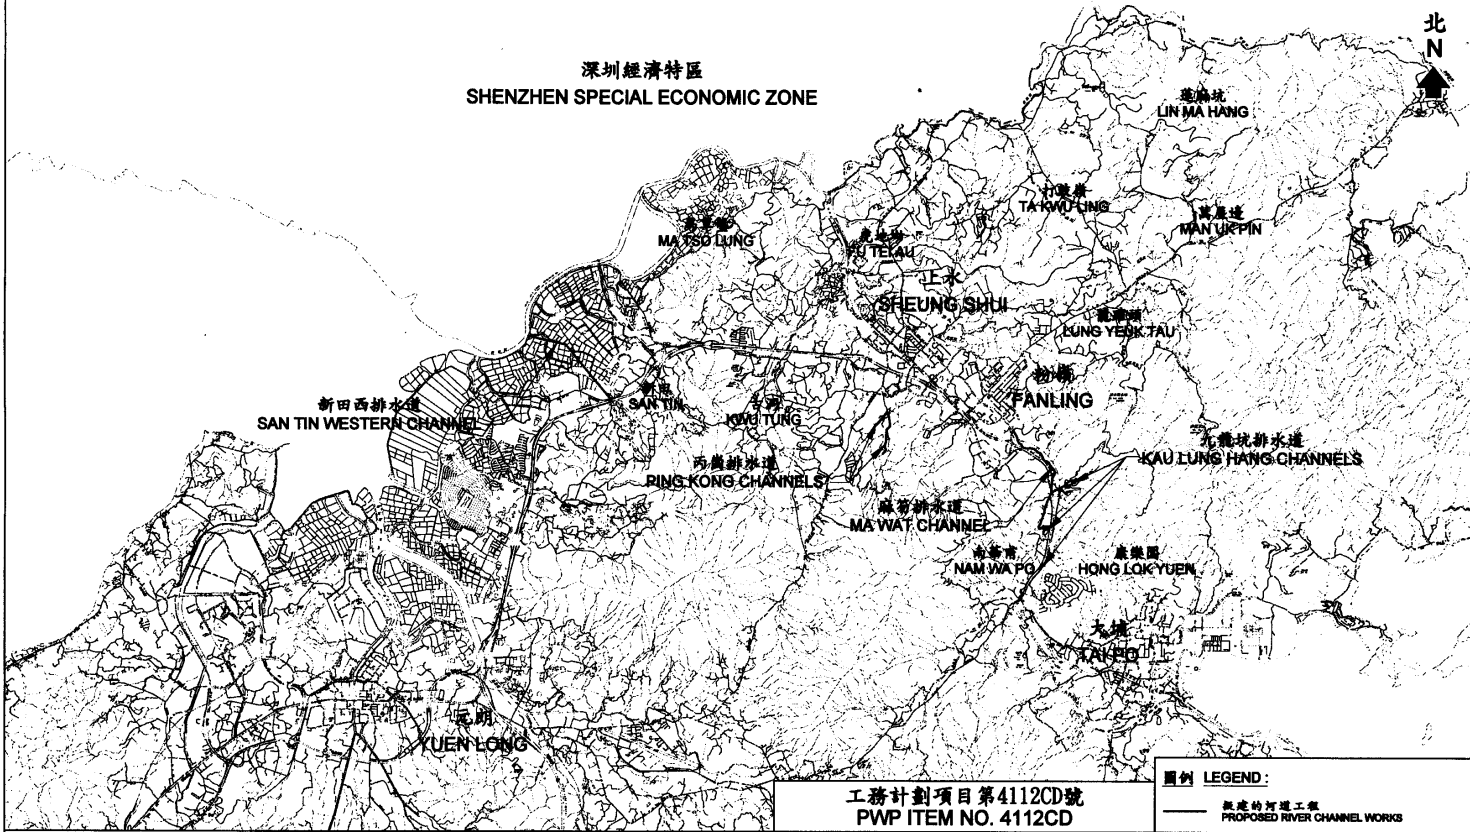 北
N
深圳經濟特區
SHENZHEN SPECIAL ECONOMIC ZONE
蓮麻坑
LIN MA HANG
打鼓嶺
TA KWU LING
萬屋邊
MAN UK PIN
馬草壟
MA TSO LUNG
虎地坳
FU TEI AU
上水
SHEUNG SHUI
龍躍頭
LUNG YEUK TAU
粉嶺
FANLING
新田
SAN TIN
古洞
KWU TUNG
新田西排水道
SAN TIN WESTERN CHANNEL
丙崗排水道
PING KONG CHANNELS
九龍坑排水道
KAU LUNG HANG CHANNELS
麻笏排水道
MA WAT CHANNEL
南華莆
NAM WA PO
康樂園
HONG LOK YUEN
大埔
TAI PO
元朗
YUEN LONG
工務計劃項目第4112CD號
PWP ITEM NO. 4112CD
圖例 LEGEND :
擬建的河道工程
PROPOSED RIVER CHANNEL WORKS